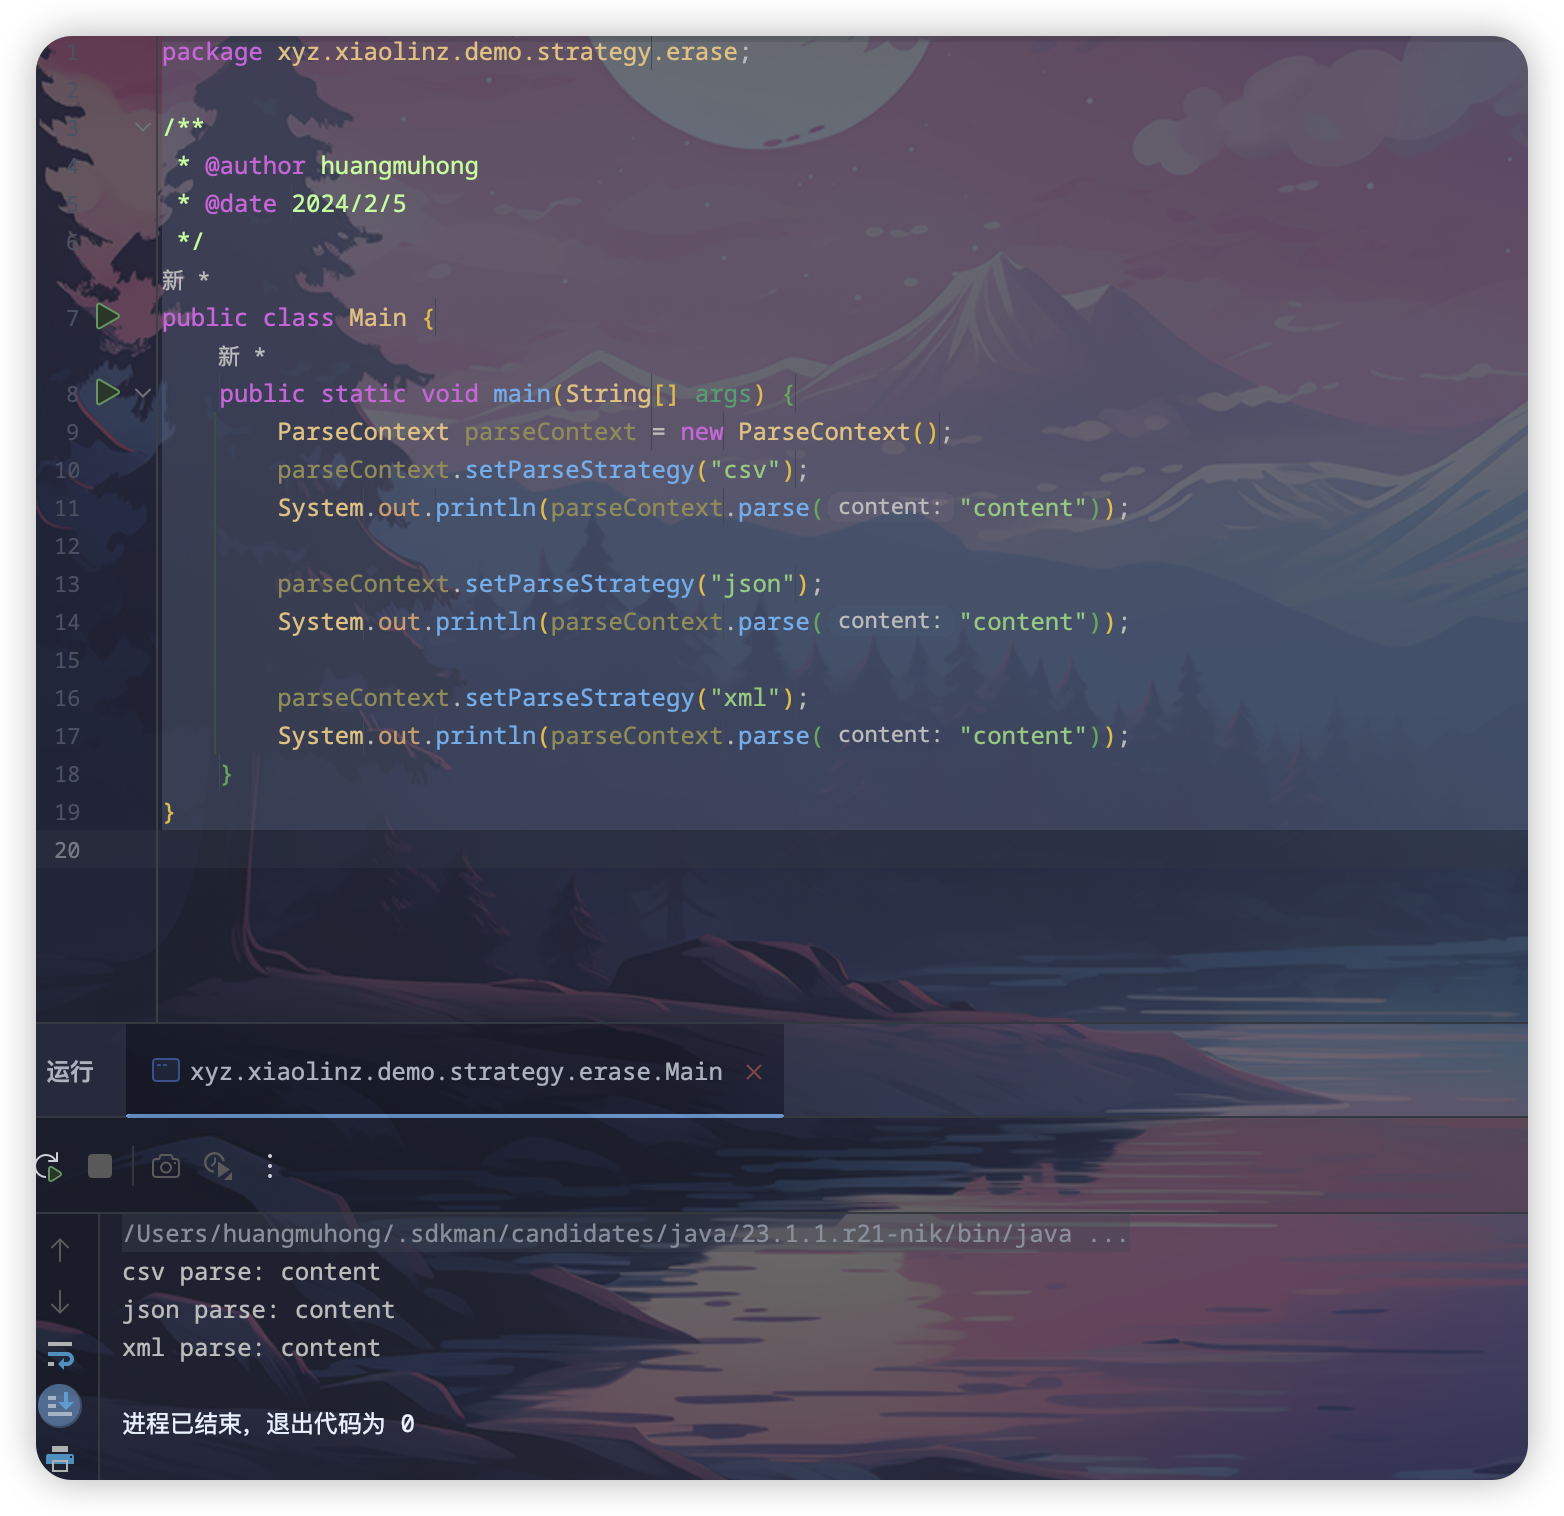 1 package xyz.xiaolinz.demo.strategy.erase;
2
3 /**
4 * @author huangmuhong
5 * @date 2024/2/5
6 */
新 *
7 public class Main {
新 *
8 public static void main(String[] args) {
9 ParseContext parseContext = new ParseContext();
10 parseContext.setParseStrategy("csv");
11 System.out.println(parseContext.parse( content: "content"));
12
13 parseContext.setParseStrategy("json");
14 System.out.println(parseContext.parse( content: "content"));
15
16 parseContext.setParseStrategy("xml");
17 System.out.println(parseContext.parse( content: "content"));
18 }
19 }
20
运行 xyz.xiaolinz.demo.strategy.erase.Main
/Users/huangmuhong/.sdkman/candidates/java/23.1.1.r21-nik/bin/java ...
csv parse: content
json parse: content
xml parse: content
进程已结束，退出代码为 0